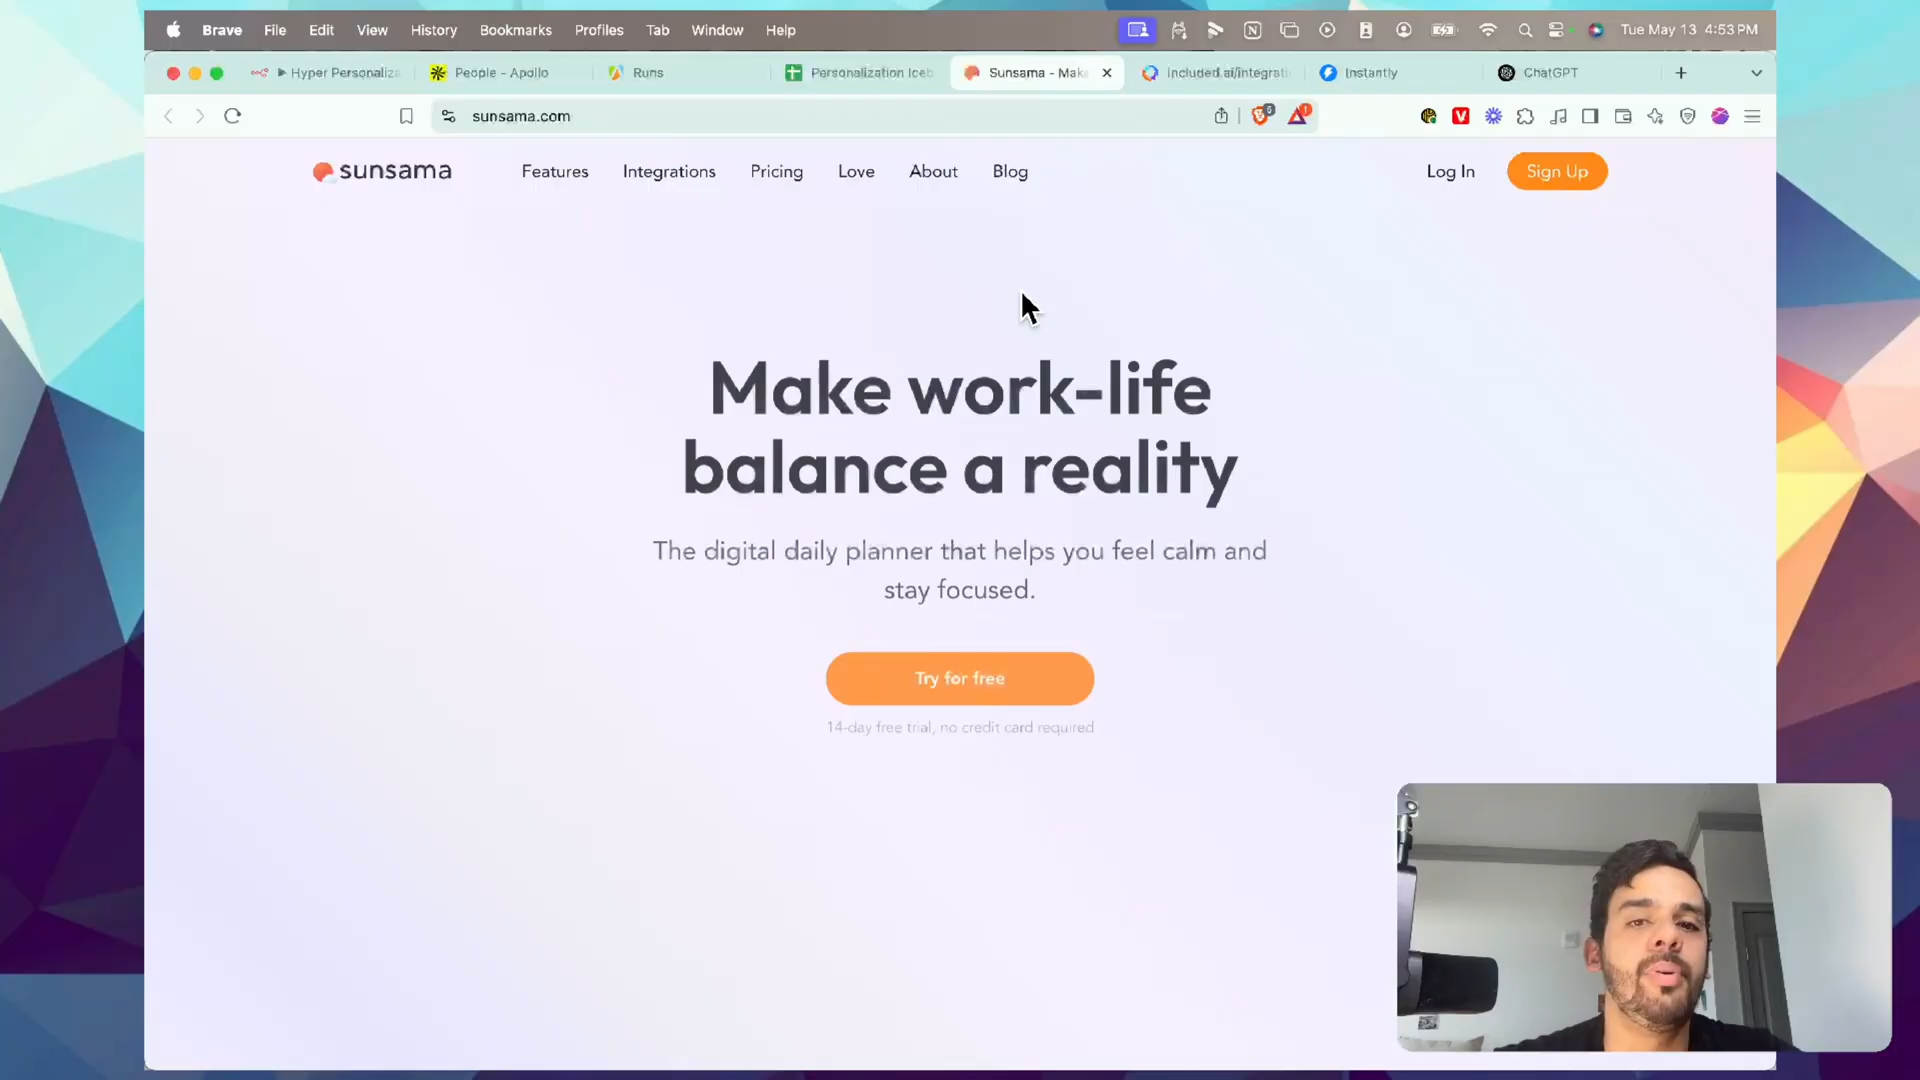 Brave File Edit View History Bookmarks Profiles Tab Window Help Tue May 13 4:53 PM
Hyper Personaliza People - Apollo Runs Personalization Iceb Sunsama - Mak Included.ai/integrati Instantly ChatGPT
sunsama.com
sunsama Features Integrations Pricing Love About Blog Log In Sign Up
Make work-life
balance a reality
The digital daily planner that helps you feel calm and
stay focused.
Try for free
14-day free trial, no credit card required